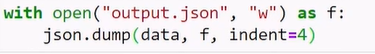 with open("output.json", "w") as f:
    json.dump(data, f, indent=4)